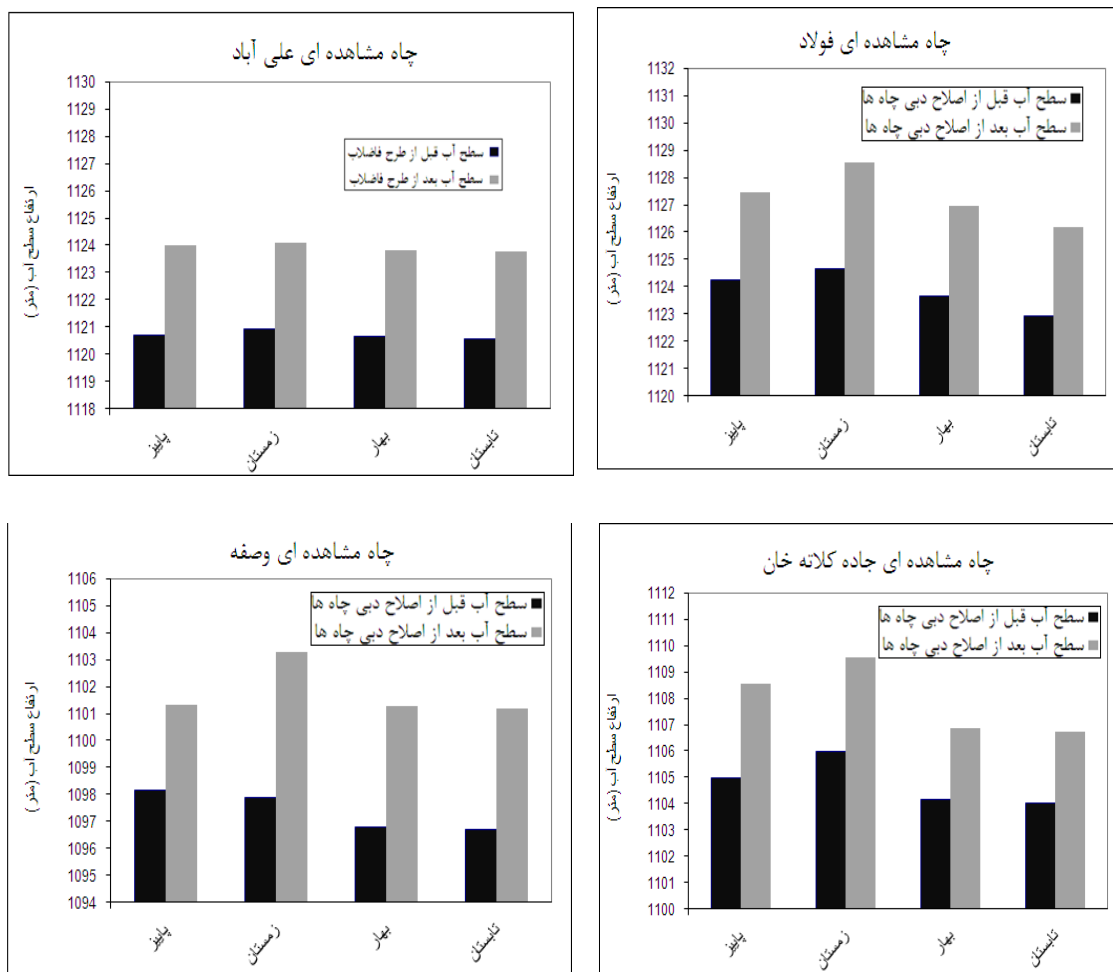 چاه مشاهده ای علی آباد
1130
1129
1128
1127
1126
1125
1124
1123
1122
1121
1120
1119
1118
ارتفاع سطح آب (متر)
سطح آب قبل از طرح فاضلاب
سطح آب بعد از طرح فاضلاب
پاییز
زمستان
بهار
تابستان
چاه مشاهده ای فولاد
1132
1131
1130
1129
1128
1127
1126
1125
1124
1123
1122
1121
1120
ارتفاع سطح آب (متر)
سطح آب قبل از اصلاح دبی چاه ها
سطح آب بعد از اصلاح دبی چاه ها
پاییز
زمستان
بهار
تابستان
چاه مشاهده ای وصفه
1106
1105
1104
1103
1102
1101
1100
1099
1098
1097
1096
1095
1094
ارتفاع سطح آب (متر)
سطح آب قبل از اصلاح دبی چاه ها
سطح آب بعد از اصلاح دبی چاه ها
پاییز
زمستان
بهار
تابستان
چاه مشاهده ای جاده کلاته خان
1112
1111
1110
1109
1108
1107
1106
1105
1104
1103
1102
1101
1100
ارتفاع سطح آب (متر)
سطح آب قبل از اصلاح دبی چاه ها
سطح آب بعد از اصلاح دبی چاه ها
پاییز
زمستان
بهار
تابستان